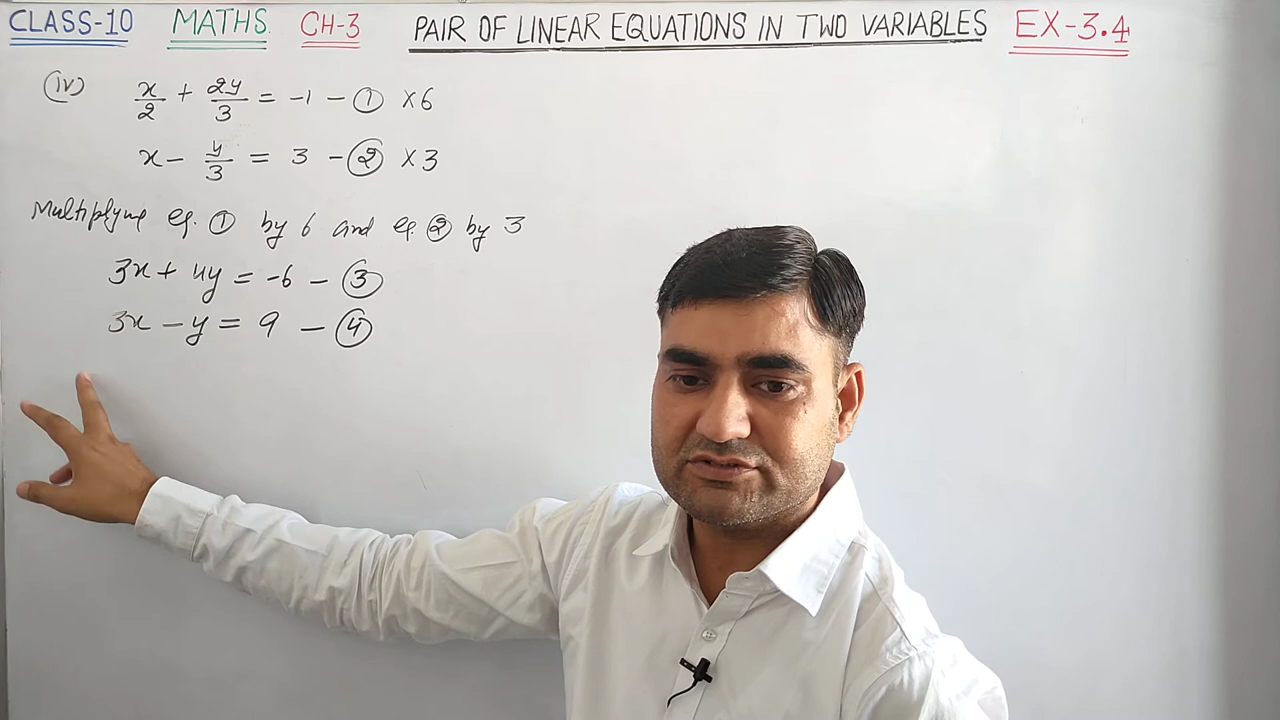 CLASS-10 MATHS. CH-3 PAIR OF LINEAR EQUATIONS IN TWO VARIABLES EX-3.4
(iv) x/2 + 2y/3 = -1 - ① ×6
x - y/3 = 3 - ② ×3
Multiplying eq. ① by 6 and eq. ② by 3
3x + 4y = -6 - ③
3x - y = 9 - ④